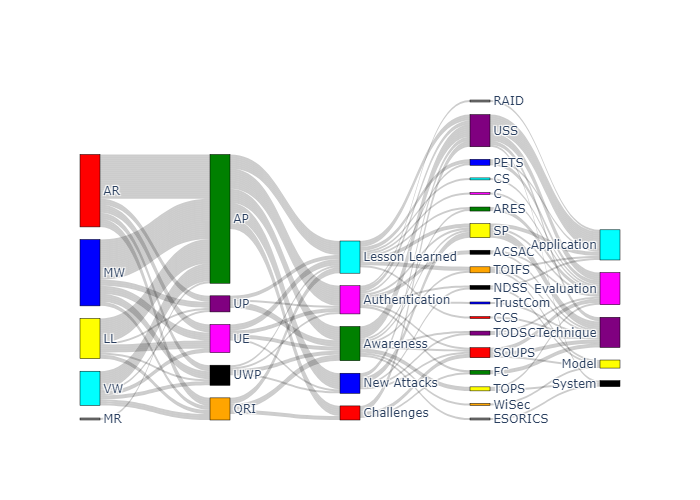 AR
MW
LL
VW
MR
AP
UP
UE
UWP
QRI
Lesson Learned
Authentication
Awareness
New Attacks
Challenges
RAID
USS
PETS
CS
C
ARES
SP
ACSAC
TOIFS
NDSS
TrustCom
CCS
TODSC
SOUPS
FC
TOPS
WiSec
ESORICS
Application
Evaluation
Technique
Model
System